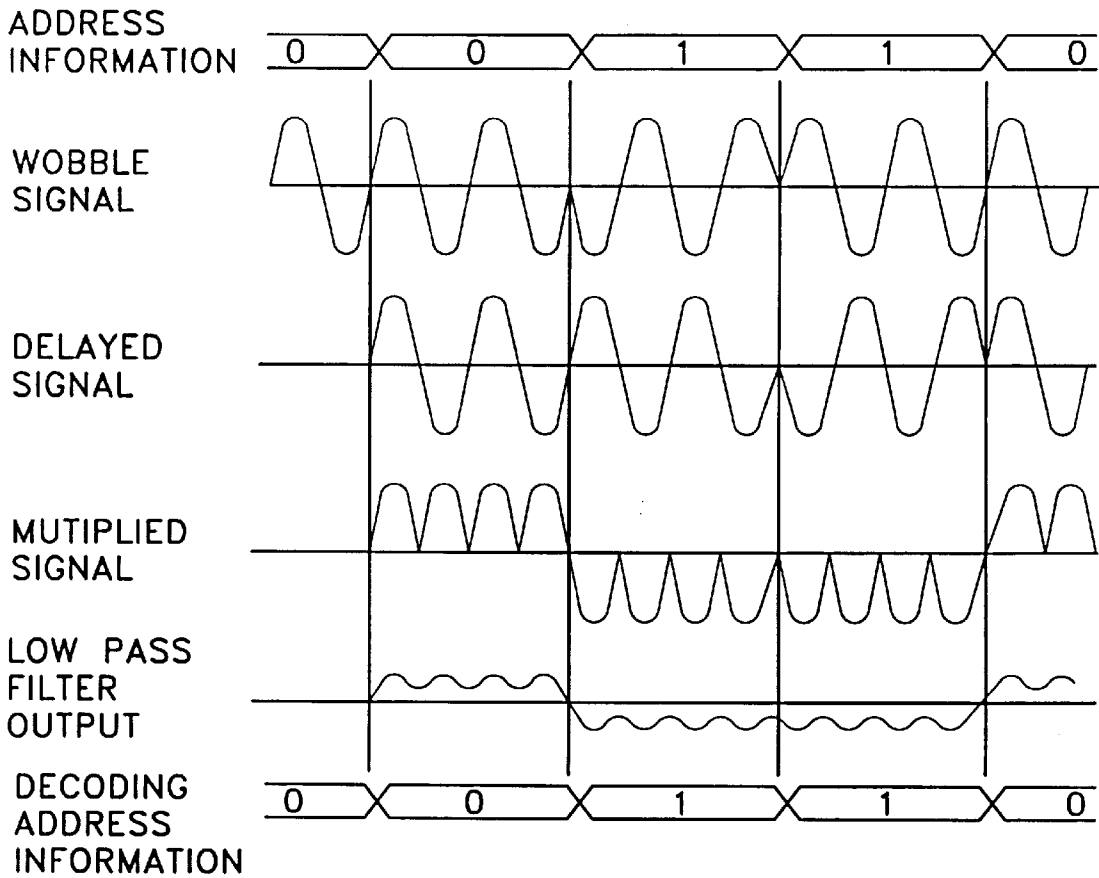 ADDRESS
INFORMATION
0 0 1 1 0
WOBBLE
SIGNAL
DELAYED
SIGNAL
MUTIPLIED
SIGNAL
LOW PASS
FILTER
OUTPUT
DECODING
ADDRESS
INFORMATION
0 0 1 1 0